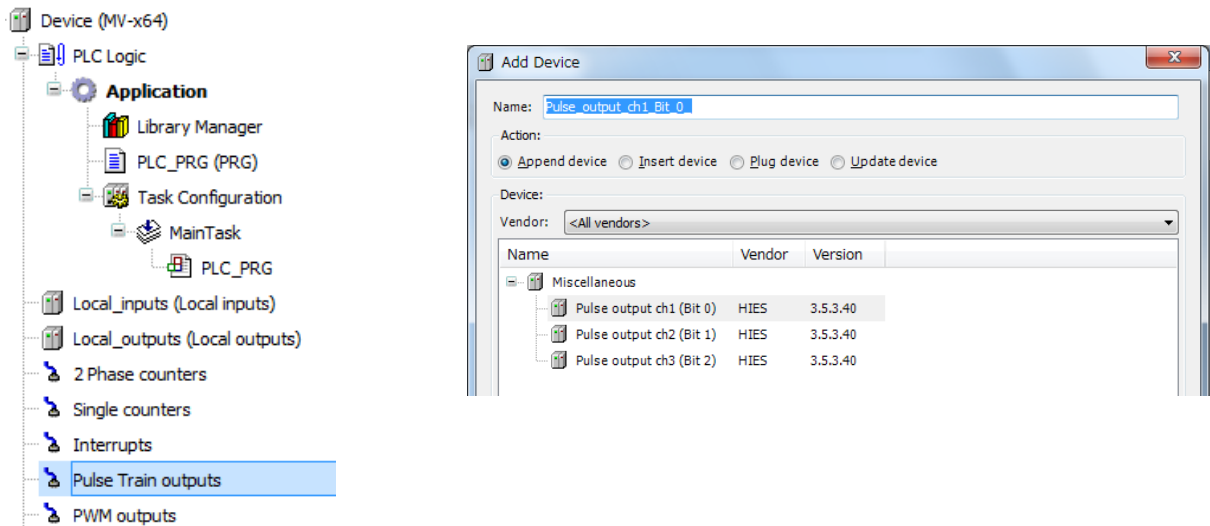 Device (MV-x64)
PLC Logic
Application
Library Manager
PLC_PRG (PRG)
Task Configuration
MainTask
PLC_PRG
Local_inputs (Local inputs)
Local_outputs (Local outputs)
2 Phase counters
Single counters
Interrupts
Pulse Train outputs
PWM outputs
Add Device
X
Name: Pulse_output_ch1_Bit_0_
Action:
Append device Insert device Plug device Update device
Device:
Vendor: <All vendors>
Name Vendor Version
Miscellaneous
Pulse output ch1 (Bit 0) HIES 3.5.3.40
Pulse output ch2 (Bit 1) HIES 3.5.3.40
Pulse output ch3 (Bit 2) HIES 3.5.3.40